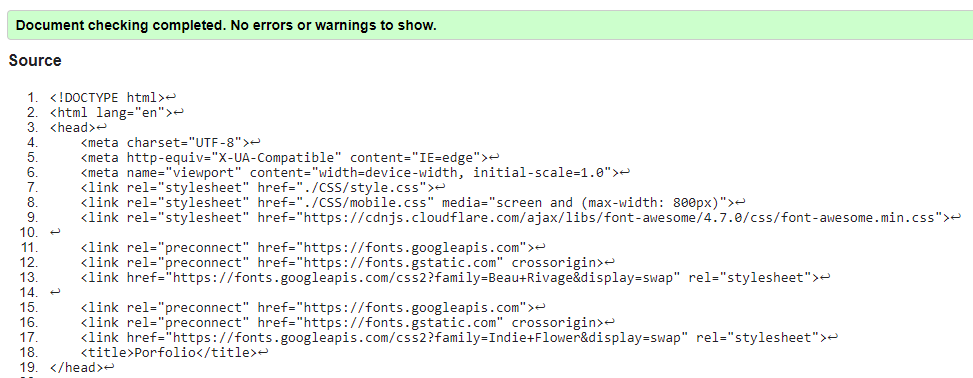 Document checking completed. No errors or warnings to show.
Source
1. <!DOCTYPE html>↩
2. <html lang="en">↩
3. <head>↩
4.     <meta charset="UTF-8">↩
5.     <meta http-equiv="X-UA-Compatible" content="IE=edge">↩
6.     <meta name="viewport" content="width=device-width, initial-scale=1.0">↩
7.     <link rel="stylesheet" href="./CSS/style.css">↩
8.     <link rel="stylesheet" href="./CSS/mobile.css" media="screen and (max-width: 800px)">↩
9.     <link rel="stylesheet" href="https://cdnjs.cloudflare.com/ajax/libs/font-awesome/4.7.0/css/font-awesome.min.css">↩
10. ↩
11.     <link rel="preconnect" href="https://fonts.googleapis.com">↩
12.     <link rel="preconnect" href="https://fonts.gstatic.com" crossorigin>↩
13.     <link href="https://fonts.googleapis.com/css2?family=Beau+Rivage&display=swap" rel="stylesheet">↩
14. ↩
15.     <link rel="preconnect" href="https://fonts.googleapis.com">↩
16.     <link rel="preconnect" href="https://fonts.gstatic.com" crossorigin>↩
17.     <link href="https://fonts.googleapis.com/css2?family=Indie+Flower&display=swap" rel="stylesheet">↩
18.     <title>Porfolio</title>↩
19. </head>↩